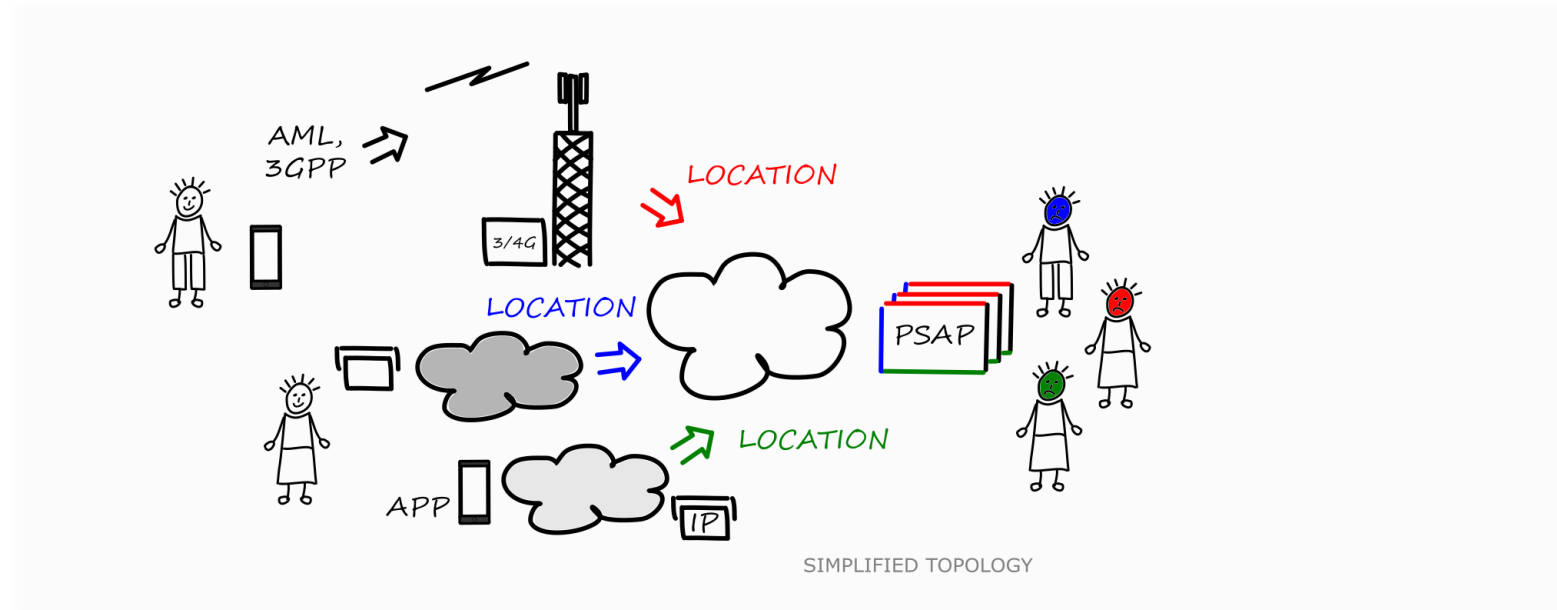 AML,
3GPP
LOCATION
3/4G
LOCATION
PSAP
LOCATION
APP
IP
SIMPLIFIED TOPOLOGY